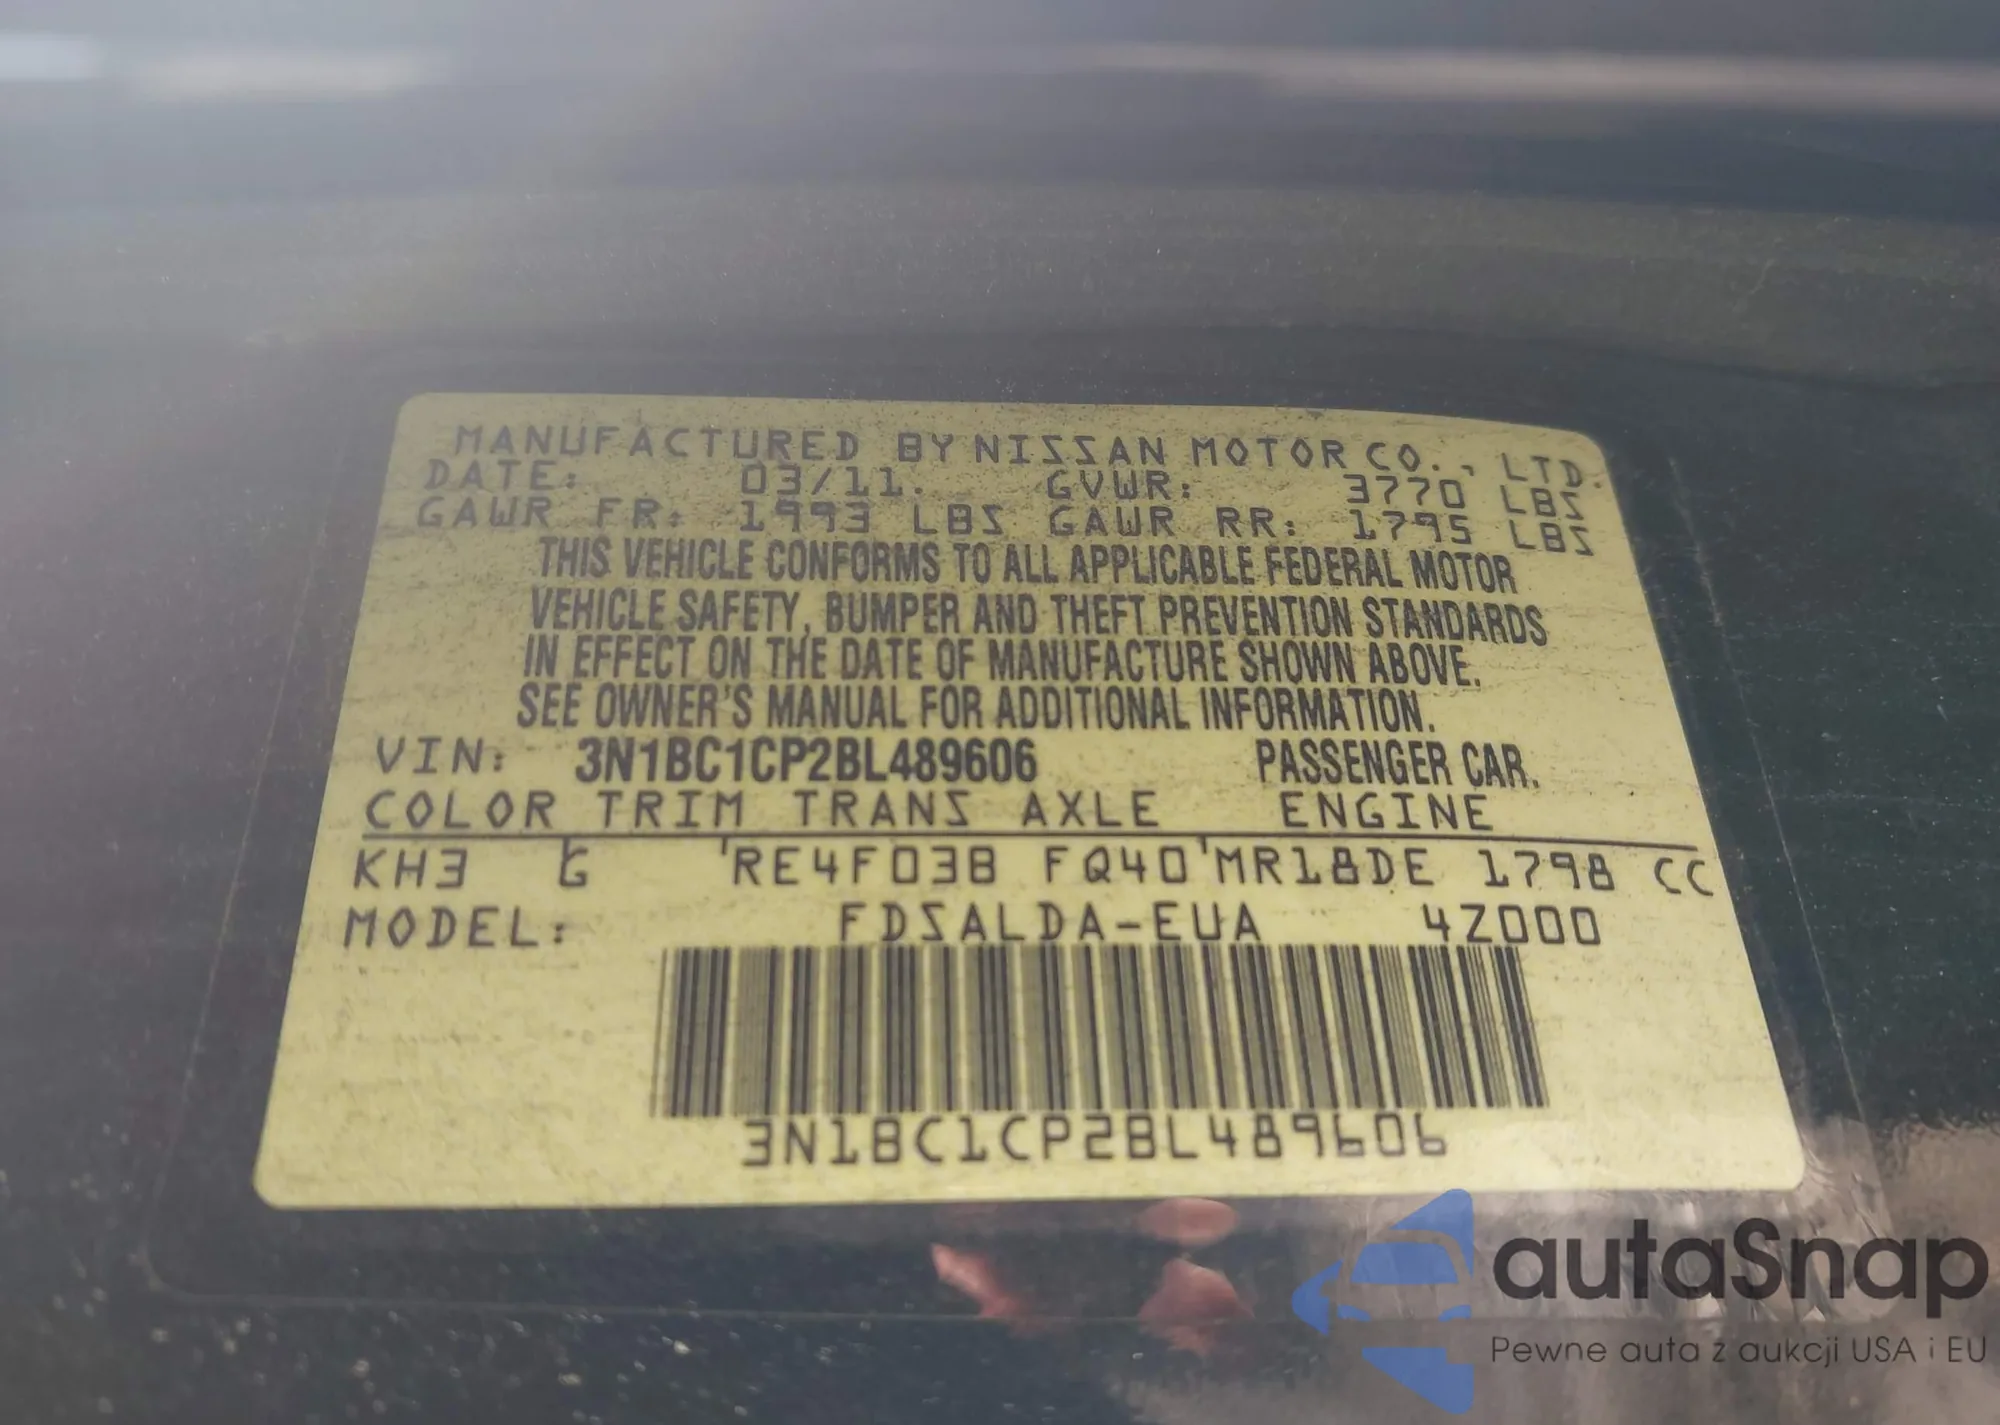 MANUFACTURED BY NISSAN MOTOR CO., LTD.
DATE: 03/11. GVWR: 3770 LBS
GAWR FR: 1993 LBS GAWR RR: 1795 LBS
THIS VEHICLE CONFORMS TO ALL APPLICABLE FEDERAL MOTOR
VEHICLE SAFETY, BUMPER AND THEFT PREVENTION STANDARDS
IN EFFECT ON THE DATE OF MANUFACTURE SHOWN ABOVE.
SEE OWNER'S MANUAL FOR ADDITIONAL INFORMATION.
VIN: 3N1BC1CP2BL489606 PASSENGER CAR.
COLOR TRIM TRANS AXLE ENGINE
KH3 G RE4F03B FQ40 MR18DE 1798 CC
MODEL: FDSALDA-EUA 4Z000
3N1BC1CP2BL489606
autaSnap
Pewne auta z aukcji USA i EU